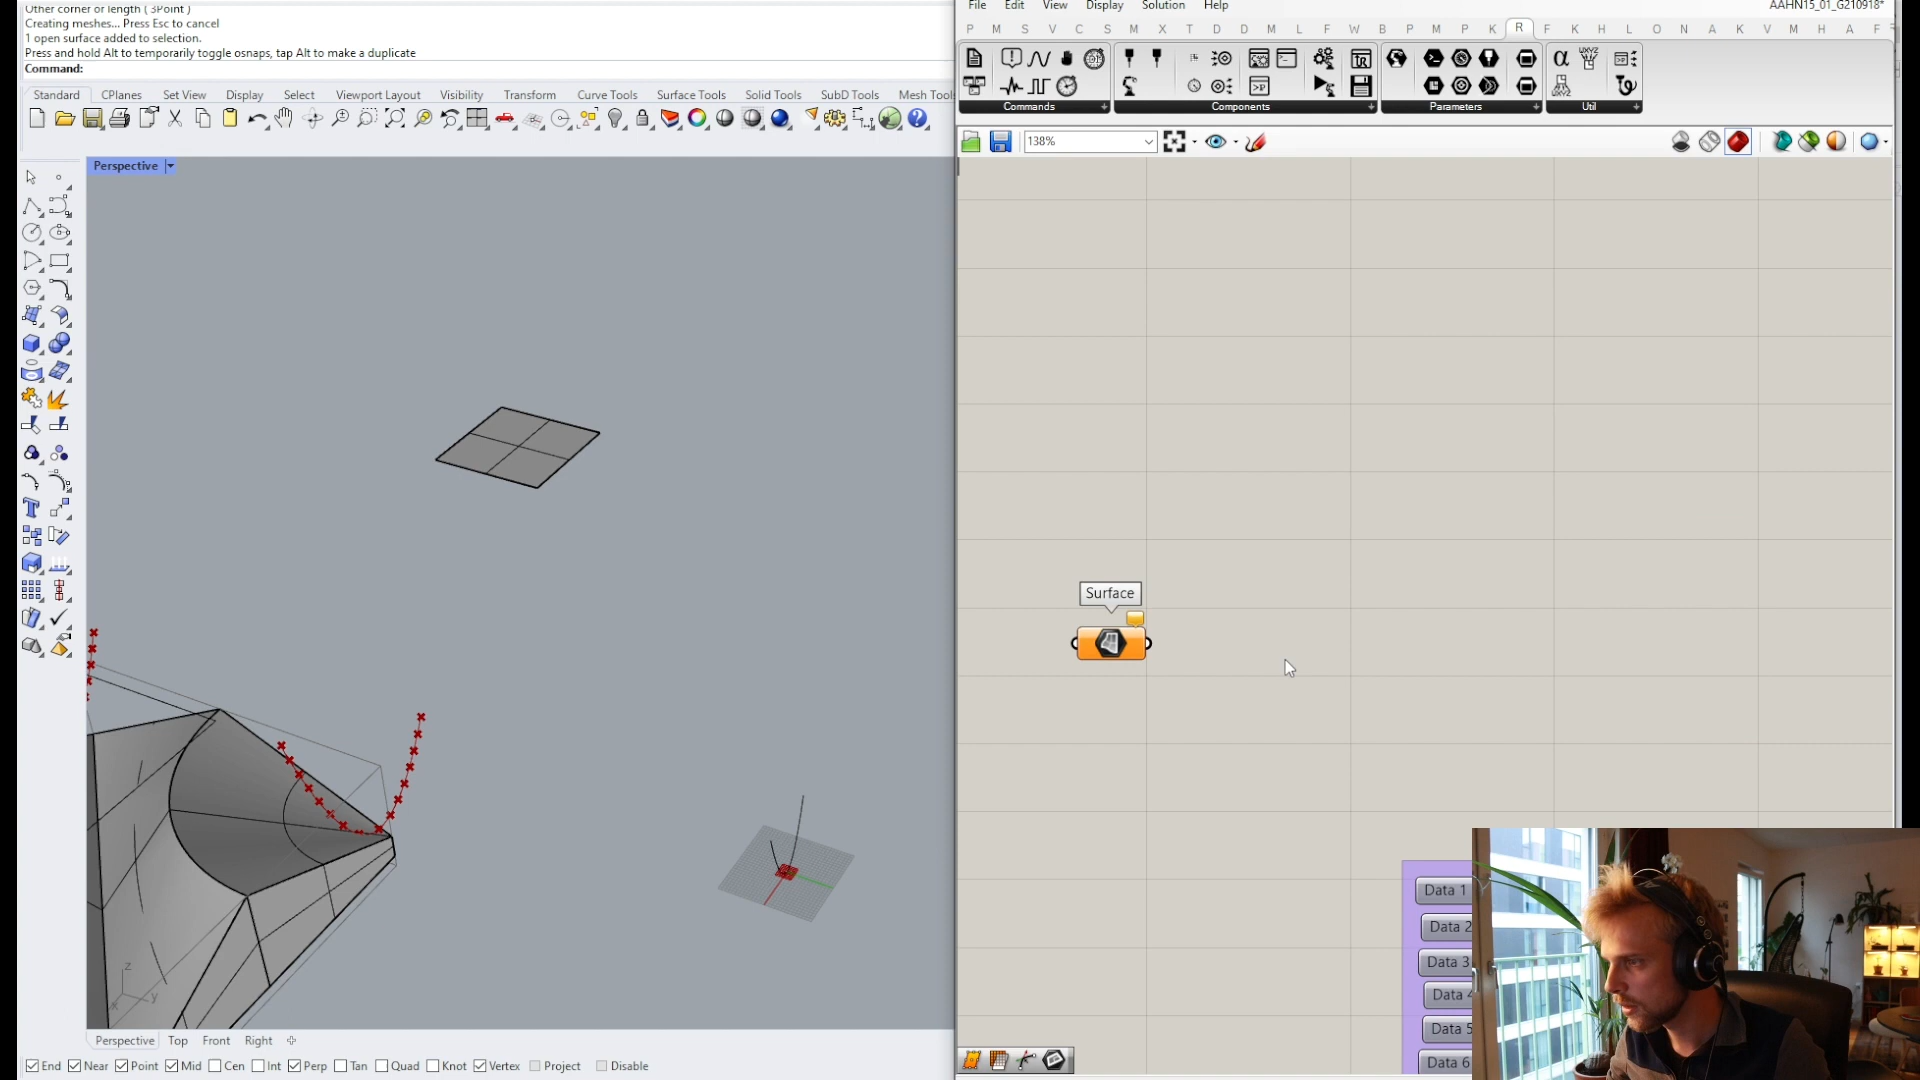 Other corner or length ( 3Point )
Creating meshes... Press Esc to cancel
1 open surface added to selection.
Press and hold Alt to temporarily toggle osnaps, tap Alt to make a duplicate
Command:
Standard CPlanes Set View Display Select Viewport Layout Visibility Transform Curve Tools Surface Tools Solid Tools SubD Tools Mesh Tools
Perspective
z
y
x
Perspective Top Front Right
End Near Point Mid Cen Int Perp Tan Quad Knot Vertex Project Disable
File Edit View Display Solution Help
AAHN15_01_G210918*
P M S V C S M X T D D M L F W B P M P K R F K H L O N A K V M H A F
Commands Components Parameters Util
138%
Surface
Data 1
Data 2
Data 3
Data 4
Data 5
Data 6